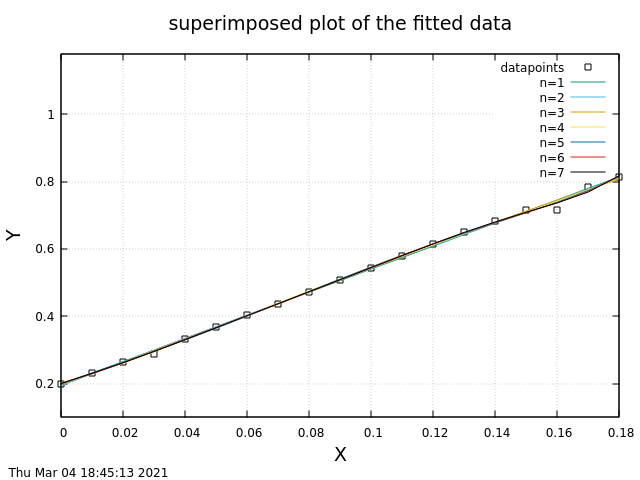 superimposed plot of the fitted data
datapoints
n=1
n=2
n=3
n=4
n=5
n=6
n=7
1
0.8
0.6
0.4
0.2
Y
0 0.02 0.04 0.06 0.08 0.1 0.12 0.14 0.16 0.18
X
Thu Mar 04 18:45:13 2021